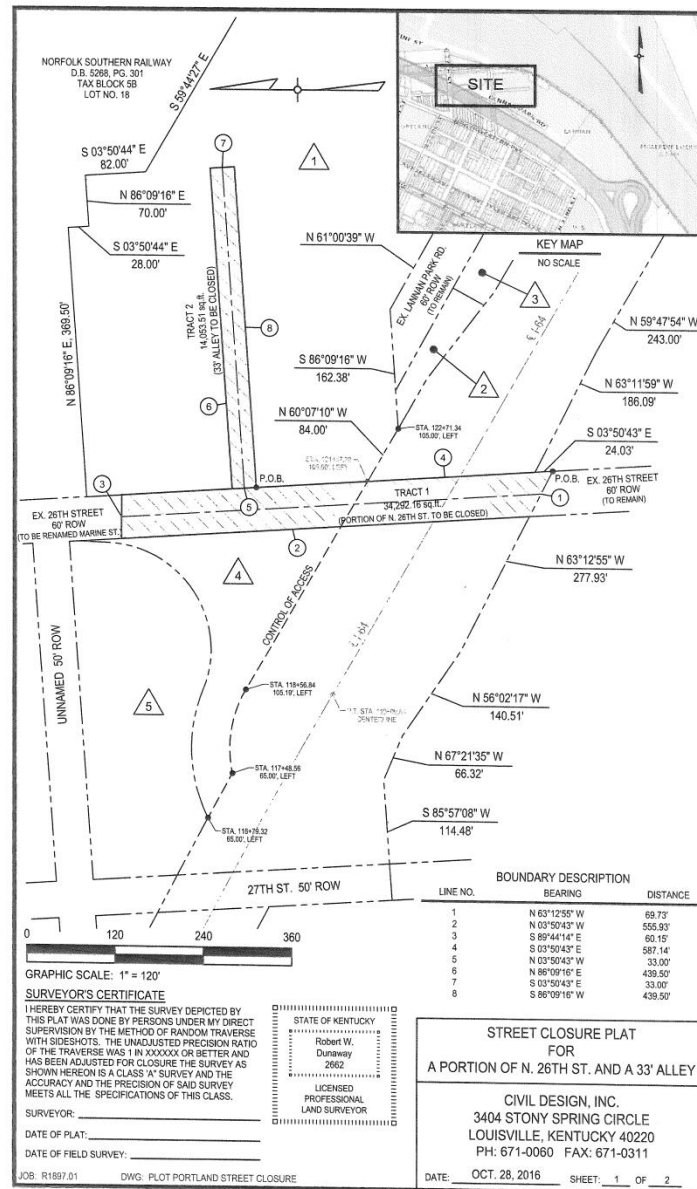 NORFOLK SOUTHERN RAILWAY
D.B. 5268, PG. 301
TAX BLOCK 5B
LOT NO. 18
S 59°44'27" E
S 03°50'44" E
82.00'
N 86°09'16" E
70.00'
S 03°50'44" E
28.00'
N 86°09'16" E, 369.50'
7
1
TRACT 2
14,053.51 sq.ft.
(33' ALLEY TO BE CLOSED)
8
6
SITE
KEY MAP
NO SCALE
N 61°00'39" W
EX. LANNAN PARK RD.
60' ROW
(TO REMAIN)
3
₵ I-64
N 59°47'54" W
243.00'
S 86°09'16" W
162.38'
2
N 63°11'59" W
186.09'
N 60°07'10" W
84.00'
STA. 122+71.34
105.00', LEFT
S 03°50'43" E
24.03'
4
3
P.O.B.
P.O.B.
5
TRACT 1
34,292.16 sq.ft.
(PORTION OF N. 26TH ST. TO BE CLOSED)
1
EX. 26TH STREET
60' ROW
(TO REMAIN)
EX. 26TH STREET
60' ROW
(TO BE RENAMED MARINE ST.)
2
4
N 63°12'55" W
277.93'
CONTROL OF ACCESS
₵ I-64
UNNAMED 50' ROW
STA. 118+56.84
105.19', LEFT
5
N 56°02'17" W
140.51'
STA. 117+48.56
65.00', LEFT
N 67°21'35" W
66.32'
STA. 116+79.32
65.00', LEFT
S 85°57'08" W
114.48'
27TH ST. 50' ROW
BOUNDARY DESCRIPTION
LINE NO. BEARING DISTANCE
1 N 63°12'55" W 69.73'
2 N 03°50'43" W 555.93'
3 S 89°44'14" E 60.15'
4 S 03°50'43" E 587.14'
5 N 03°50'43" W 33.00'
6 N 86°09'16" E 439.50'
7 S 03°50'43" E 33.00'
8 S 86°09'16" W 439.50'
0 120 240 360
GRAPHIC SCALE: 1" = 120'
SURVEYOR'S CERTIFICATE
I HEREBY CERTIFY THAT THE SURVEY DEPICTED BY
THIS PLAT WAS DONE BY PERSONS UNDER MY DIRECT
SUPERVISION BY THE METHOD OF RANDOM TRAVERSE
WITH SIDESHOTS. THE UNADJUSTED PRECISION RATIO
OF THE TRAVERSE WAS 1 IN XXXXXX OR BETTER AND
HAS BEEN ADJUSTED FOR CLOSURE THE SURVEY AS
SHOWN HEREON IS A CLASS 'A" SURVEY AND THE
ACCURACY AND THE PRECISION OF SAID SURVEY
MEETS ALL THE SPECIFICATIONS OF THIS CLASS.
SURVEYOR:
DATE OF PLAT:
DATE OF FIELD SURVEY:
STATE OF KENTUCKY
Robert W.
Dunaway
2662
LICENSED
PROFESSIONAL
LAND SURVEYOR
STREET CLOSURE PLAT
FOR
A PORTION OF N. 26TH ST. AND A 33' ALLEY
CIVIL DESIGN, INC.
3404 STONY SPRING CIRCLE
LOUISVILLE, KENTUCKY 40220
PH: 671-0060 FAX: 671-0311
DATE: OCT. 28, 2016 SHEET: 1 OF 2
JOB: R1897.01 DWG: PLOT PORTLAND STREET CLOSURE